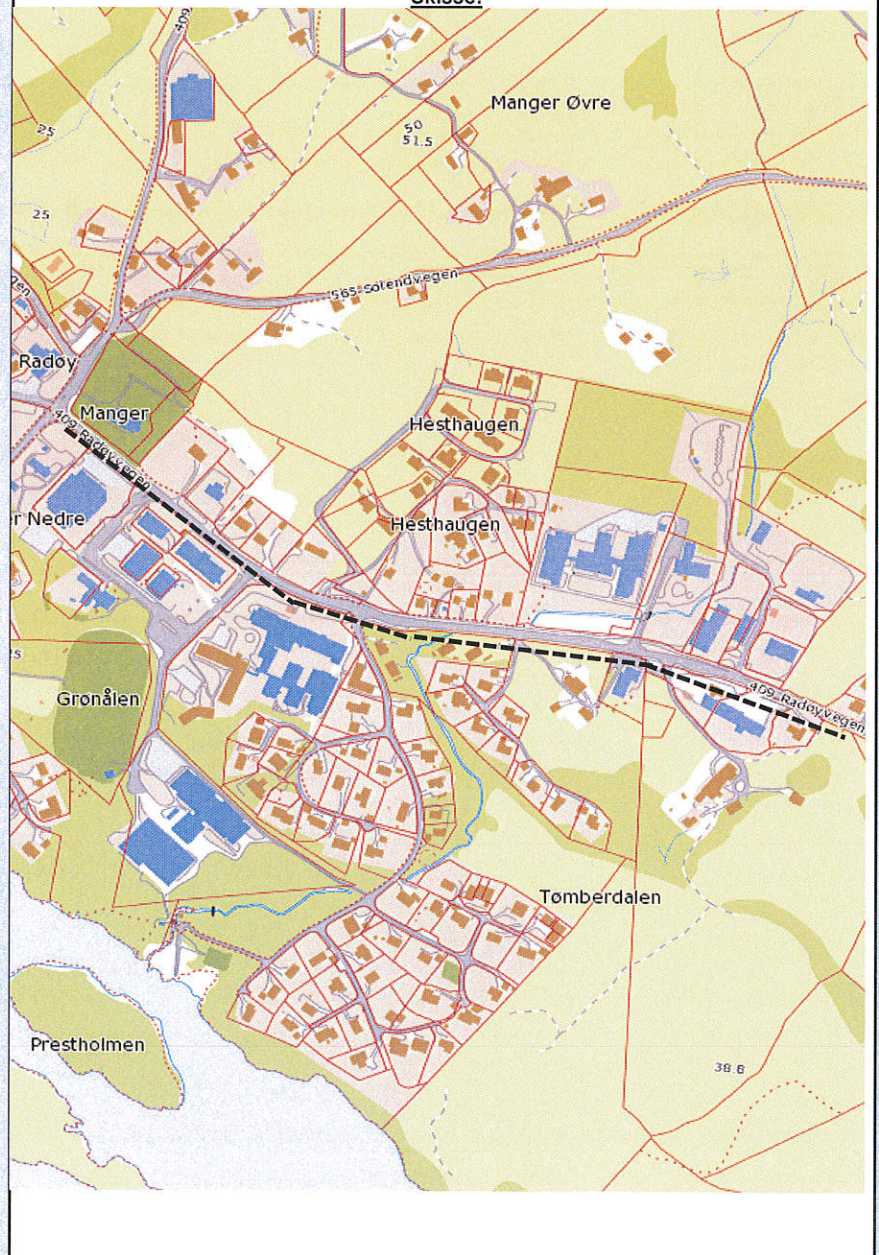 Skisse:
409
Manger Øvre
50
51.5
25
25
565-Solendvegen
gen
Radøy
Manger
409-Radøyvegen
Hesthaugen
r Nedre
Hesthaugen
Grønålen
409-Radøyvegen
Tømberdalen
Prestholmen
38.8